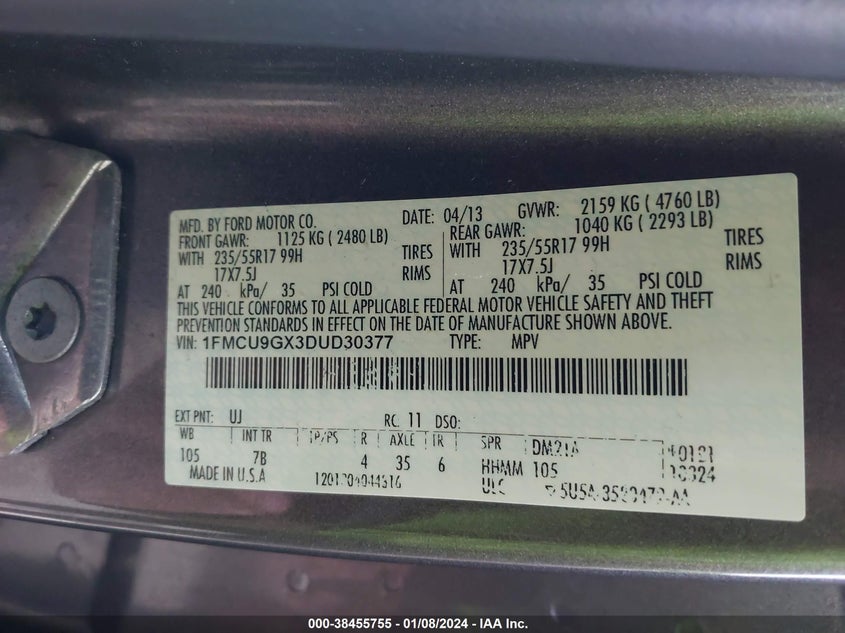 MFD. BY FORD MOTOR CO. DATE: 04/13 GVWR: 2159 KG ( 4760 LB)
FRONT GAWR: 1125 KG ( 2480 LB) REAR GAWR: 1040 KG ( 2293 LB)
WITH 235/55R17 99H TIRES WITH 235/55R17 99H TIRES
17X7.5J RIMS 17X7.5J RIMS
AT 240 kPa/ 35 PSI COLD AT 240 kPa/ 35 PSI COLD
THIS VEHICLE CONFORMS TO ALL APPLICABLE FEDERAL MOTOR VEHICLE SAFETY AND THEFT
PREVENTION STANDARDS IN EFFECT ON THE DATE OF MANUFACTURE SHOWN ABOVE.
VIN: 1FMCU9GX3DUD30377 TYPE: MPV
EXT PNT: UJ RC: 11 DSO:
WB INT TR TP/PS R AXLE TR SPR DM21A
105 7B 4 35 6 HHMM 105
MADE IN U.S.A ULC
000-38455755 - 01/08/2024 - IAA Inc.